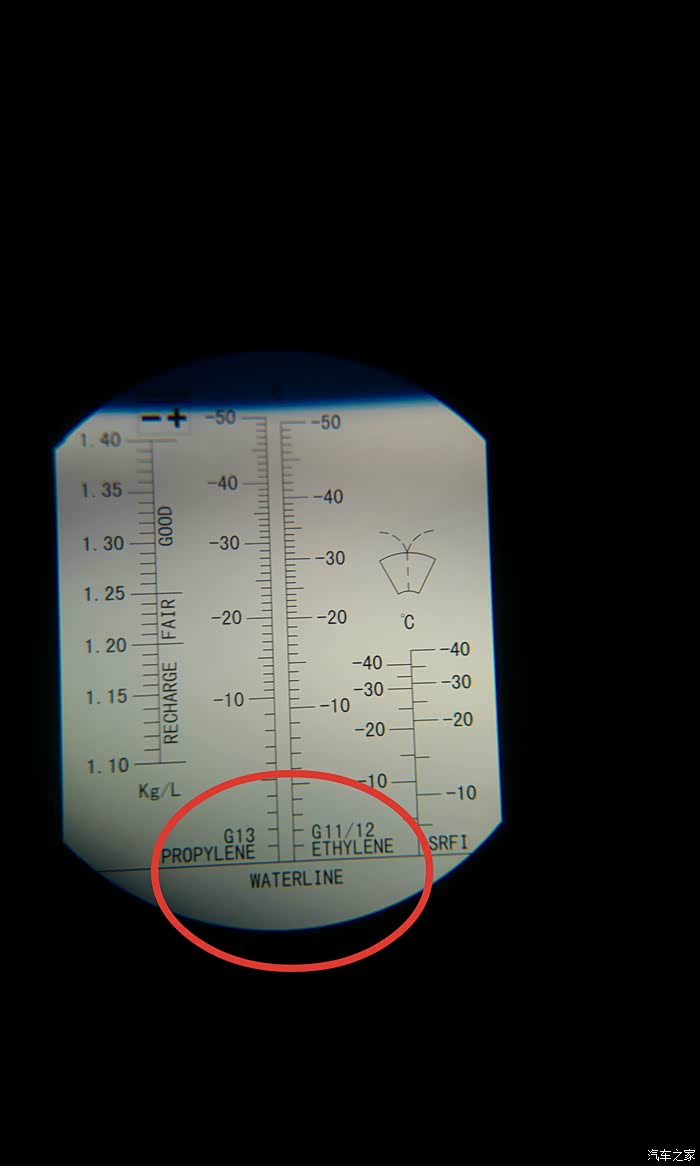 -50 -50
1.40
1.35 -40 -40
GOOD
1.30 -30 -30
1.25
FAIR
-20 -20
℃
1.20
-40 -40
RECHARGE
1.15 -10 -10 -30 -30
-20 -20
1.10
-10 -10
Kg/L
G13 G11/12
PROPYLENE ETHYLENE SRFI
WATERLINE
汽车之家